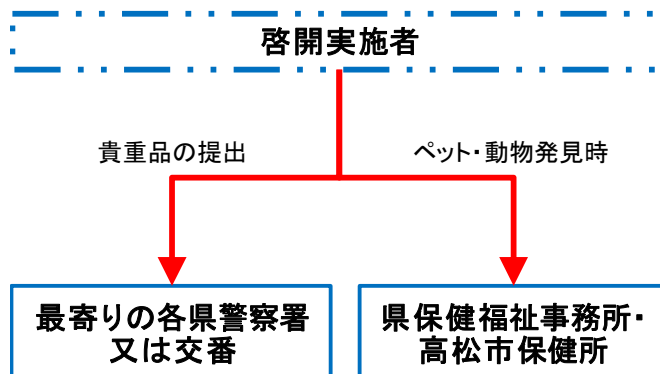 啓開実施者
貴重品の提出
ペット・動物発見時
最寄りの各県警察署
又は交番
県保健福祉事務所・
高松市保健所